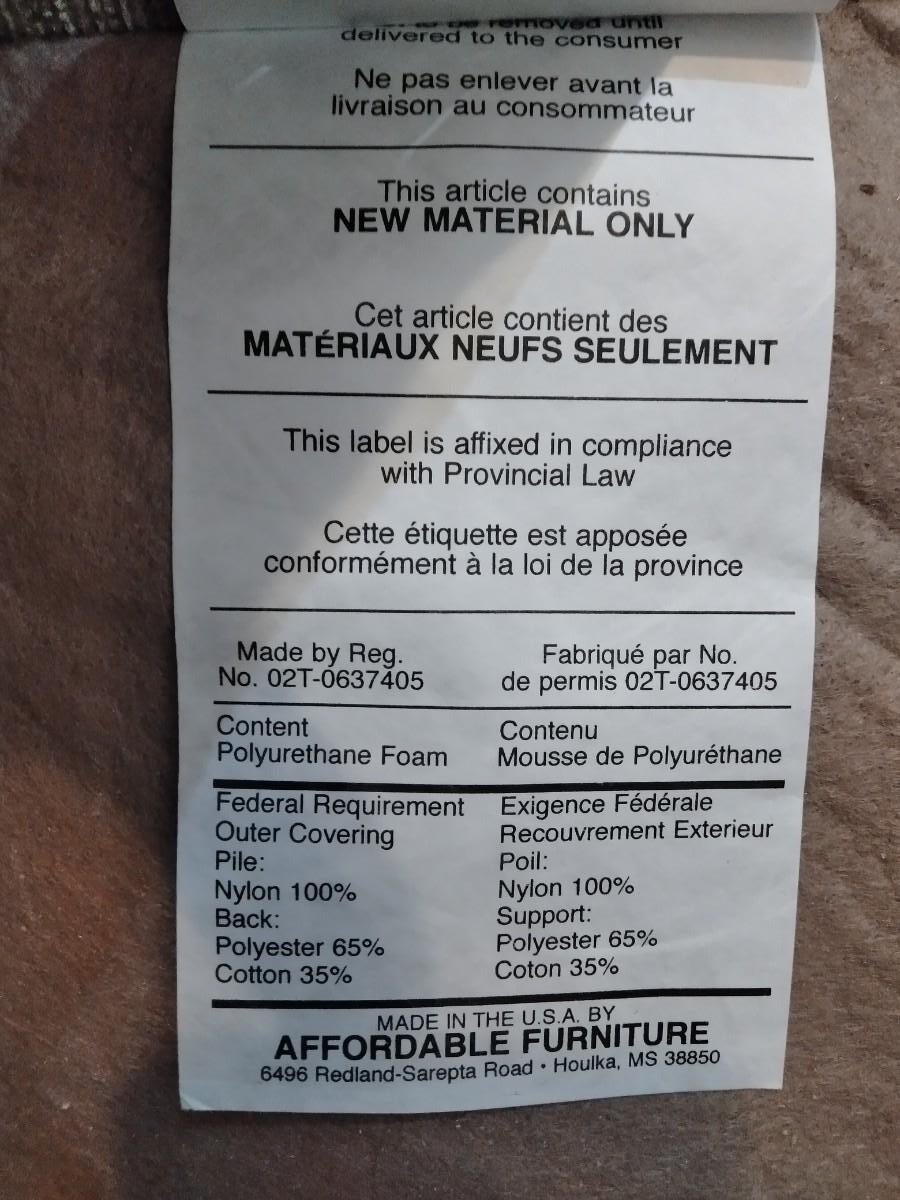 to be removed until
delivered to the consumer
Ne pas enlever avant la
livraison au consommateur
This article contains
NEW MATERIAL ONLY
Cet article contient des
MATÉRIAUX NEUFS SEULEMENT
This label is affixed in compliance
with Provincial Law
Cette étiquette est apposée
conformément à la loi de la province
Made by Reg.
No. 02T-0637405
Fabriqué par No.
de permis 02T-0637405
Content
Polyurethane Foam
Contenu
Mousse de Polyuréthane
Federal Requirement
Outer Covering
Pile:
Nylon 100%
Back:
Polyester 65%
Cotton 35%
Exigence Fédérale
Recouvrement Exterieur
Poil:
Nylon 100%
Support:
Polyester 65%
Coton 35%
MADE IN THE U.S.A. BY
AFFORDABLE FURNITURE
6496 Redland-Sarepta Road • Houlka, MS 38850